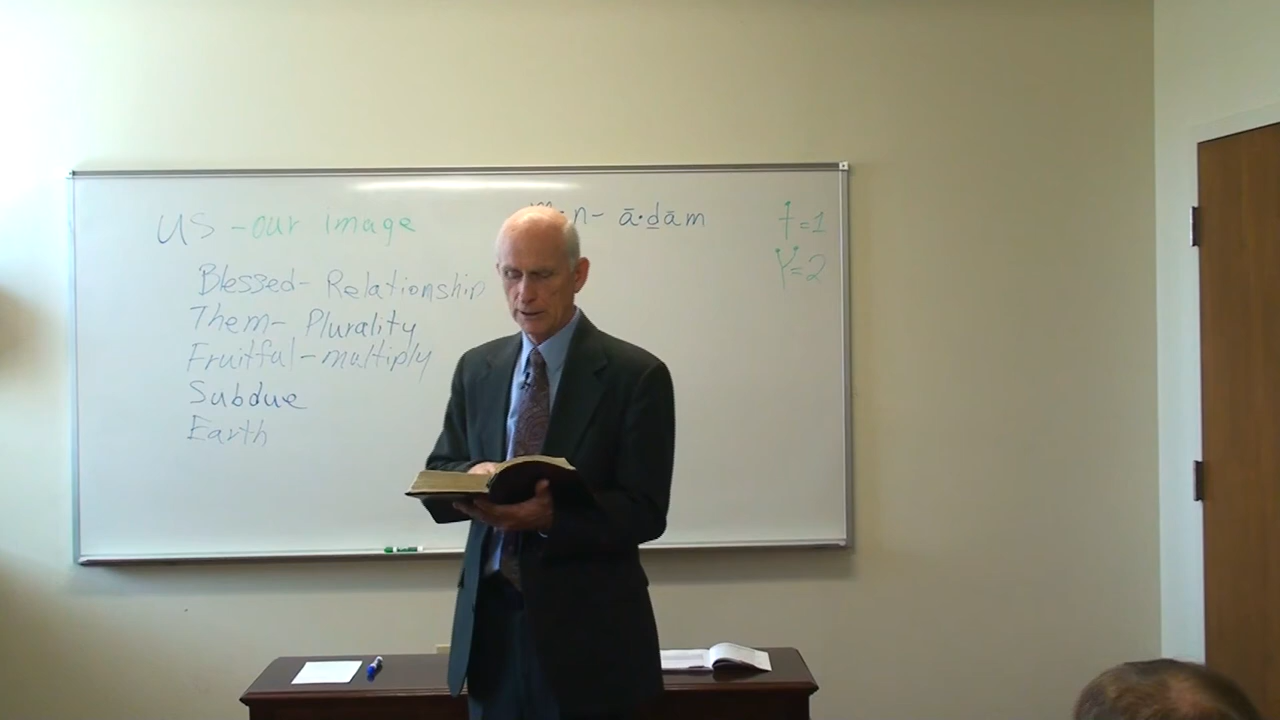 US - our image
n- ā·dām
t=1
Y=2
Blessed- Relationship
Them- Plurality
Fruitful-multiply
Subdue
Earth